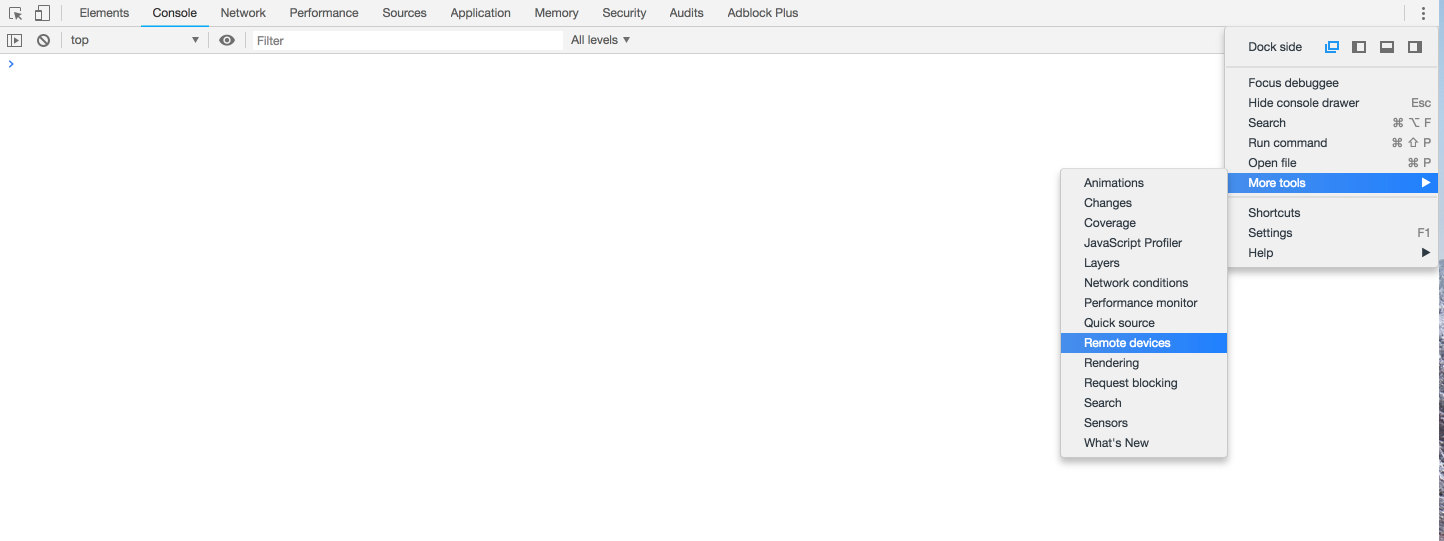 Elements Console Network Performance Sources Application Memory Security Audits Adblock Plus
top ▼ Filter All levels ▼
Dock side
Focus debuggee
Hide console drawer Esc
Search ⌘ ⌥ F
Run command ⌘ ⇧ P
Open file ⌘ P
More tools ▶
Shortcuts
Settings F1
Help ▶
Animations
Changes
Coverage
JavaScript Profiler
Layers
Network conditions
Performance monitor
Quick source
Remote devices
Rendering
Request blocking
Search
Sensors
What's New